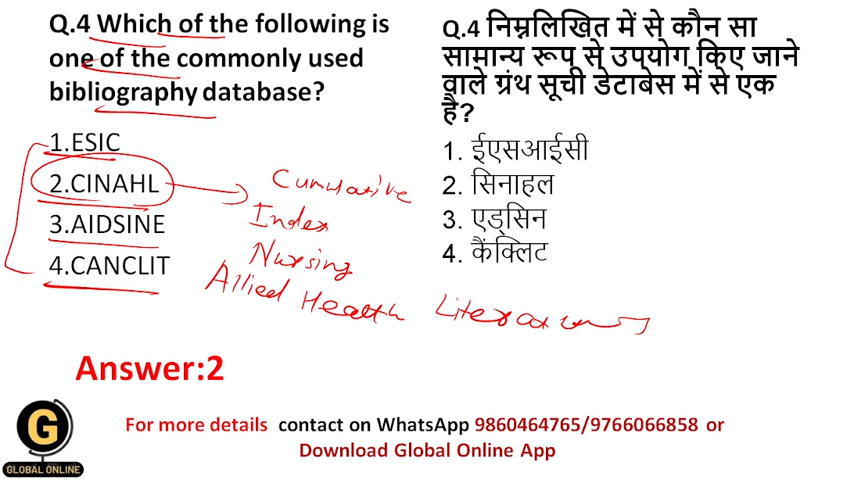 Q.4 Which of the following is
one of the commonly used
bibliography database?
1.ESIC
2.CINAHL
3.AIDSINE
4.CANCLIT
Cumulative
Index
Nursing
Allied Health Literature
Q.4 निम्नलिखित में से कौन सा
सामान्य रूप से उपयोग किए जाने
वाले ग्रंथ सूची डेटाबेस में से एक
है?
1. ईएसआईसी
2. सिनाहल
3. एड्सिन
4. कैंक्लिट
Answer:2
G
GLOBAL ONLINE
For more details contact on WhatsApp 9860464765/9766066858 or
Download Global Online App